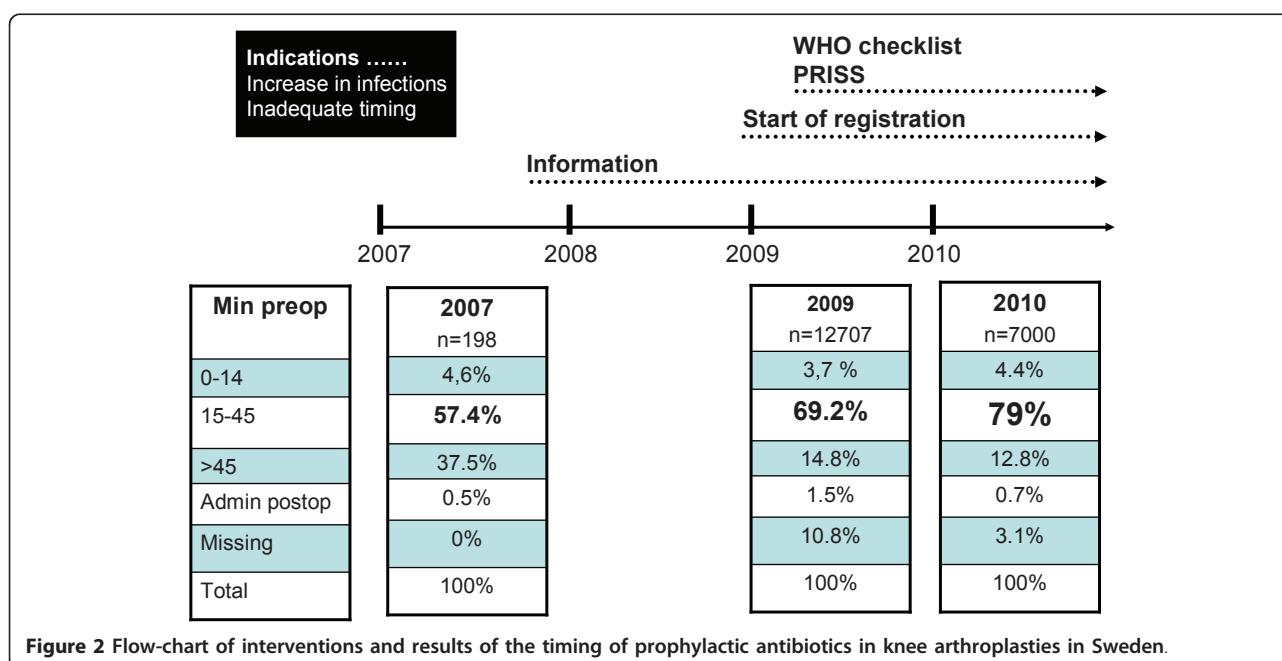 Indications ……
Increase in infections
Inadequate timing
WHO checklist
PRISS
Start of registration
Information
2007 2008 2009 2010
Min preop 2007 2009 2010
n=198 n=12707 n=7000
0-14 4,6% 3,7 % 4.4%
15-45 57.4% 69.2% 79%
>45 37.5% 14.8% 12.8%
Admin postop 0.5% 1.5% 0.7%
Missing 0% 10.8% 3.1%
Total 100% 100% 100%
Figure 2 Flow-chart of interventions and results of the timing of prophylactic antibiotics in knee arthroplasties in Sweden.